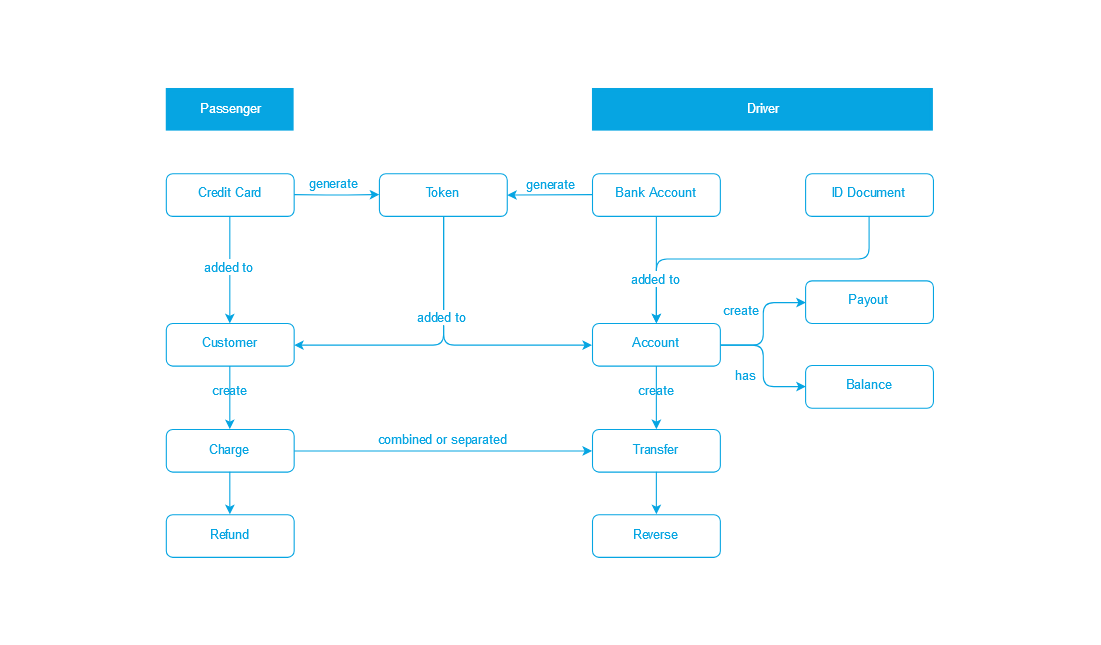 Passenger
Driver
Credit Card
generate
Token
generate
Bank Account
ID Document
added to
added to
added to
Payout
create
Customer
Account
has
Balance
create
create
Charge
combined or separated
Transfer
Refund
Reverse